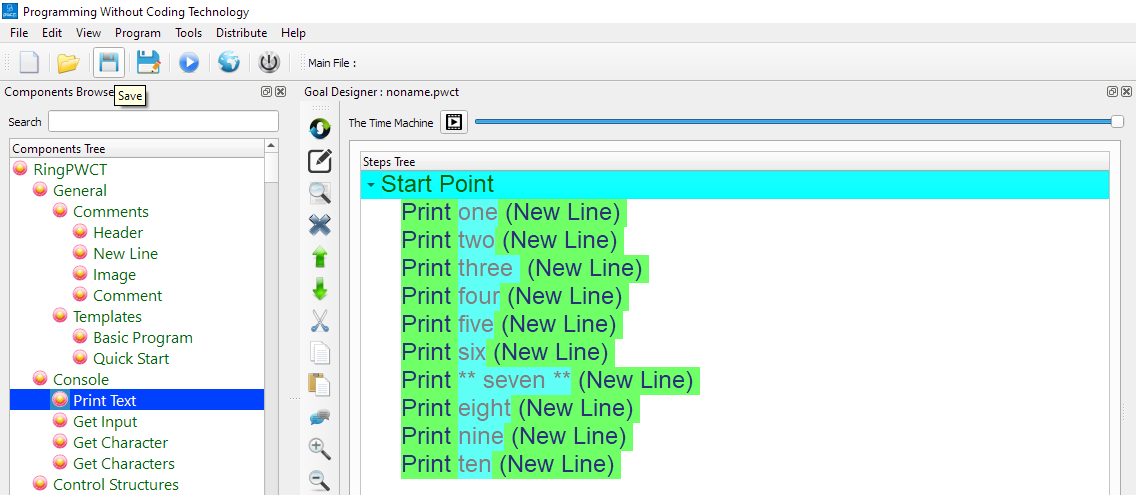 Programming Without Coding Technology
File Edit View Program Tools Distribute Help
Main File :
Components Browse
Save
Search
Components Tree
RingPWCT
General
Comments
Header
New Line
Image
Comment
Templates
Basic Program
Quick Start
Console
Print Text
Get Input
Get Character
Get Characters
Control Structures
Goal Designer : noname.pwct
The Time Machine
Steps Tree
Start Point
Print one (New Line)
Print two (New Line)
Print three (New Line)
Print four (New Line)
Print five (New Line)
Print six (New Line)
Print ** seven ** (New Line)
Print eight (New Line)
Print nine (New Line)
Print ten (New Line)